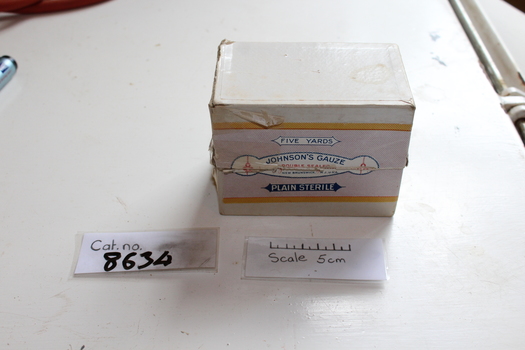 FIVE YARDS
JOHNSON'S GAUZE
PLAIN STERILE
Cat. no.
8634
Scale 5cm